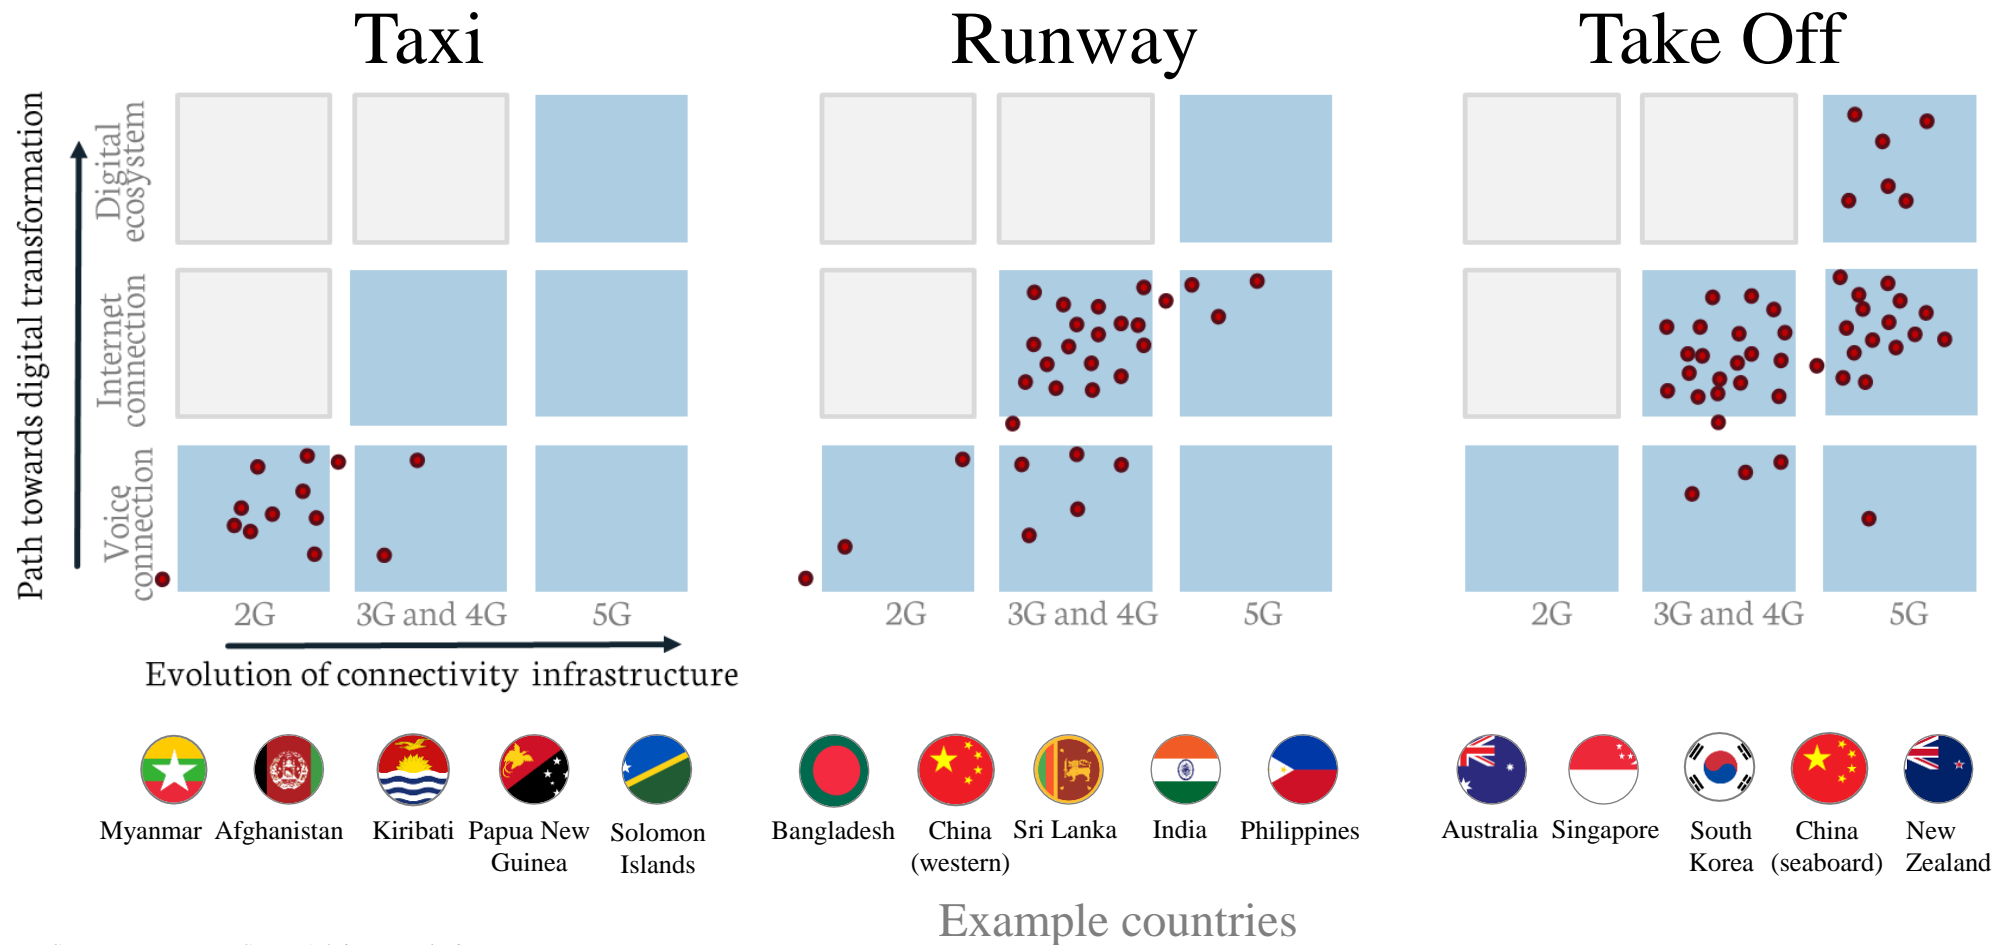 Taxi
Runway
Take Off
Path towards digital transformation
Digital
ecosystem
Internet
connection
Voice
connection
2G
3G and 4G
5G
2G
3G and 4G
5G
2G
3G and 4G
5G
Evolution of connectivity infrastructure
Myanmar
Afghanistan
Kiribati
Papua New
Guinea
Solomon
Islands
Bangladesh
China
(western)
Sri Lanka
India
Philippines
Australia
Singapore
South
Korea
China
(seaboard)
New
Zealand
Example countries